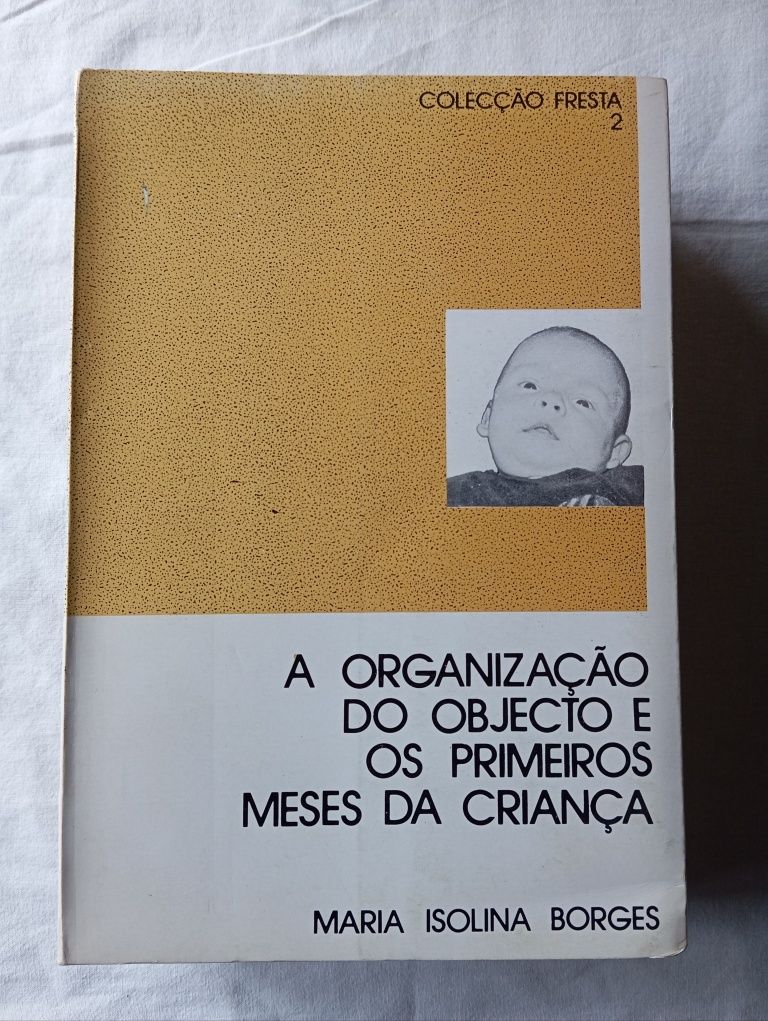 COLECÇÃO FRESTA
2
A ORGANIZAÇÃO
DO OBJECTO E
OS PRIMEIROS
MESES DA CRIANÇA
MARIA ISOLINA BORGES